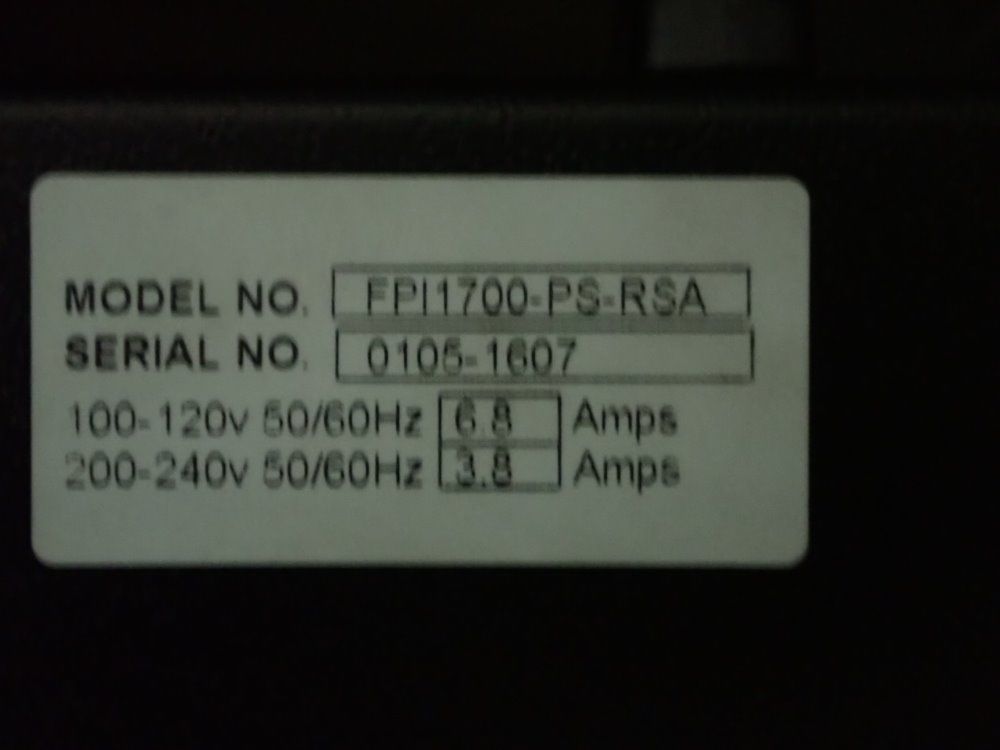 MODEL NO. FPI1700-PS-RSA
SERIAL NO. 0105-1607
100-120v 50/60Hz 6.8 Amps
200-240v 50/60Hz 3.8 Amps